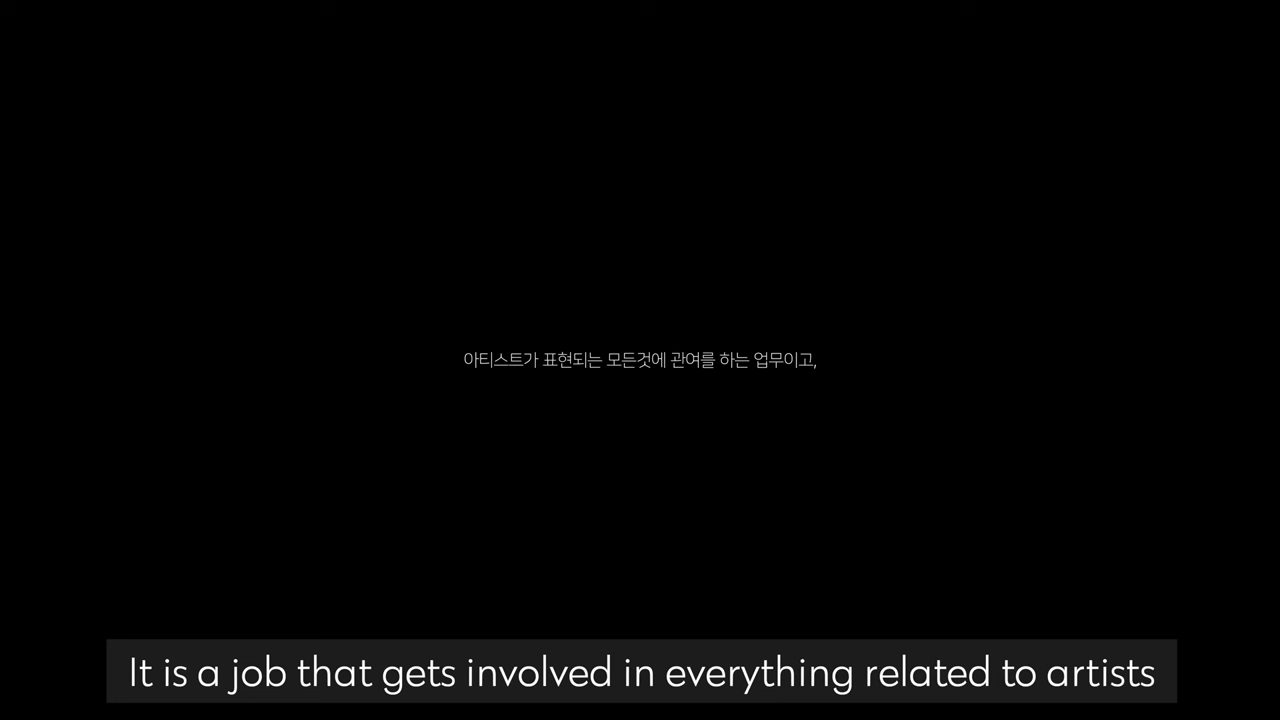 아티스트가 표현되는 모든것에 관여를 하는 업무이고,
It is a job that gets involved in everything related to artists